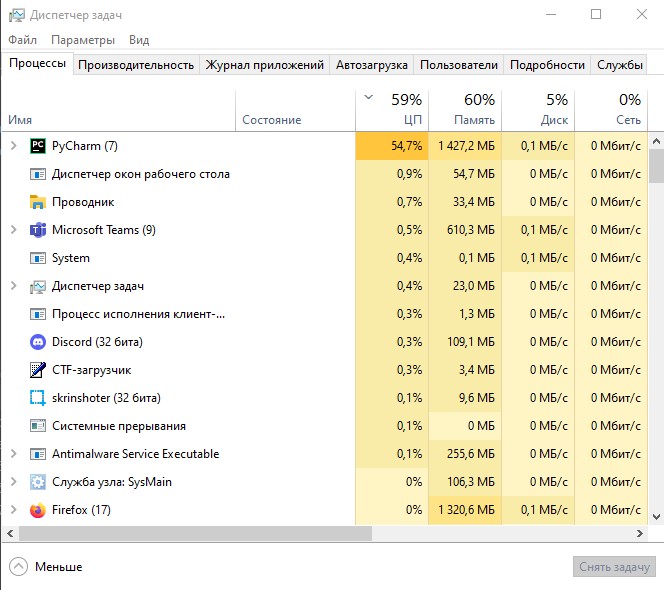 Диспетчер задач
Файл Параметры Вид
Процессы Производительность Журнал приложений Автозагрузка Пользователи Подробности Службы
59% 60% 5% 0%
Имя Состояние ЦП Память Диск Сеть
PyCharm (7) 54,7% 1 427,2 МБ 0,1 МБ/с 0 Мбит/с
Диспетчер окон рабочего стола 0,9% 54,7 МБ 0 МБ/с 0 Мбит/с
Проводник 0,7% 33,4 МБ 0 МБ/с 0 Мбит/с
Microsoft Teams (9) 0,5% 610,3 МБ 0,1 МБ/с 0 Мбит/с
System 0,4% 0,1 МБ 0,1 МБ/с 0 Мбит/с
Диспетчер задач 0,4% 23,0 МБ 0 МБ/с 0 Мбит/с
Процесс исполнения клиент-... 0,3% 1,3 МБ 0 МБ/с 0 Мбит/с
Discord (32 бита) 0,3% 109,1 МБ 0 МБ/с 0 Мбит/с
CTF-загрузчик 0,3% 3,4 МБ 0 МБ/с 0 Мбит/с
skrinshoter (32 бита) 0,1% 9,6 МБ 0 МБ/с 0 Мбит/с
Системные прерывания 0,1% 0 МБ 0 МБ/с 0 Мбит/с
Antimalware Service Executable 0,1% 255,6 МБ 0 МБ/с 0 Мбит/с
Служба узла: SysMain 0% 106,3 МБ 0 МБ/с 0 Мбит/с
Firefox (17) 0% 1 320,6 МБ 0,1 МБ/с 0 Мбит/с
Меньше Снять задачу